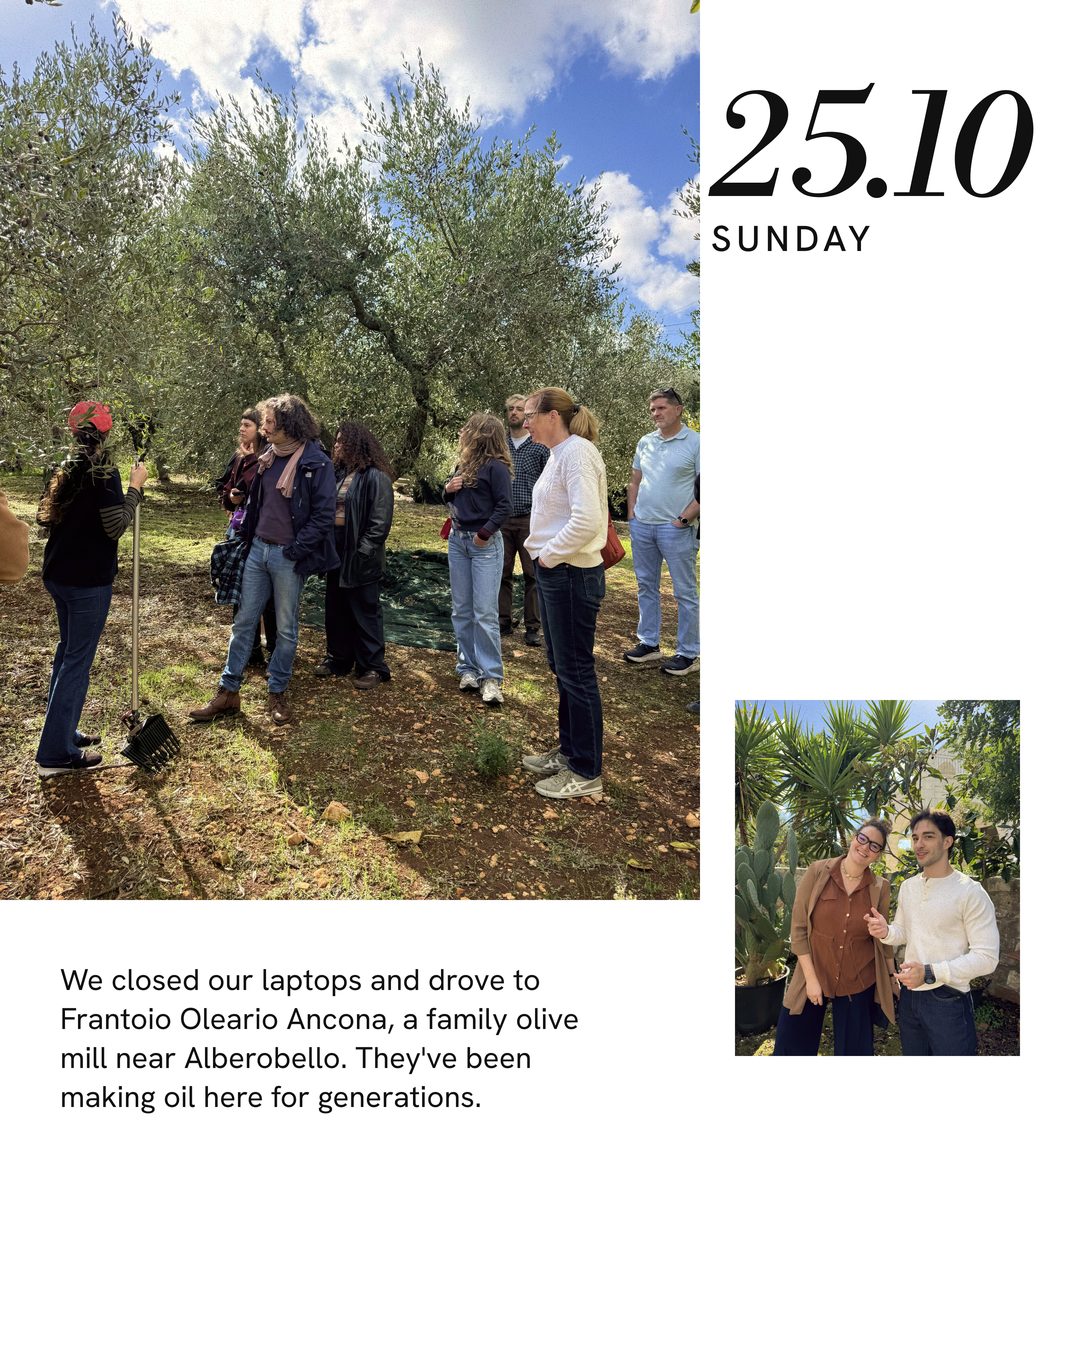 25.10
SUNDAY
We closed our laptops and drove to
Frantoio Oleario Ancona, a family olive
mill near Alberobello. They've been
making oil here for generations.